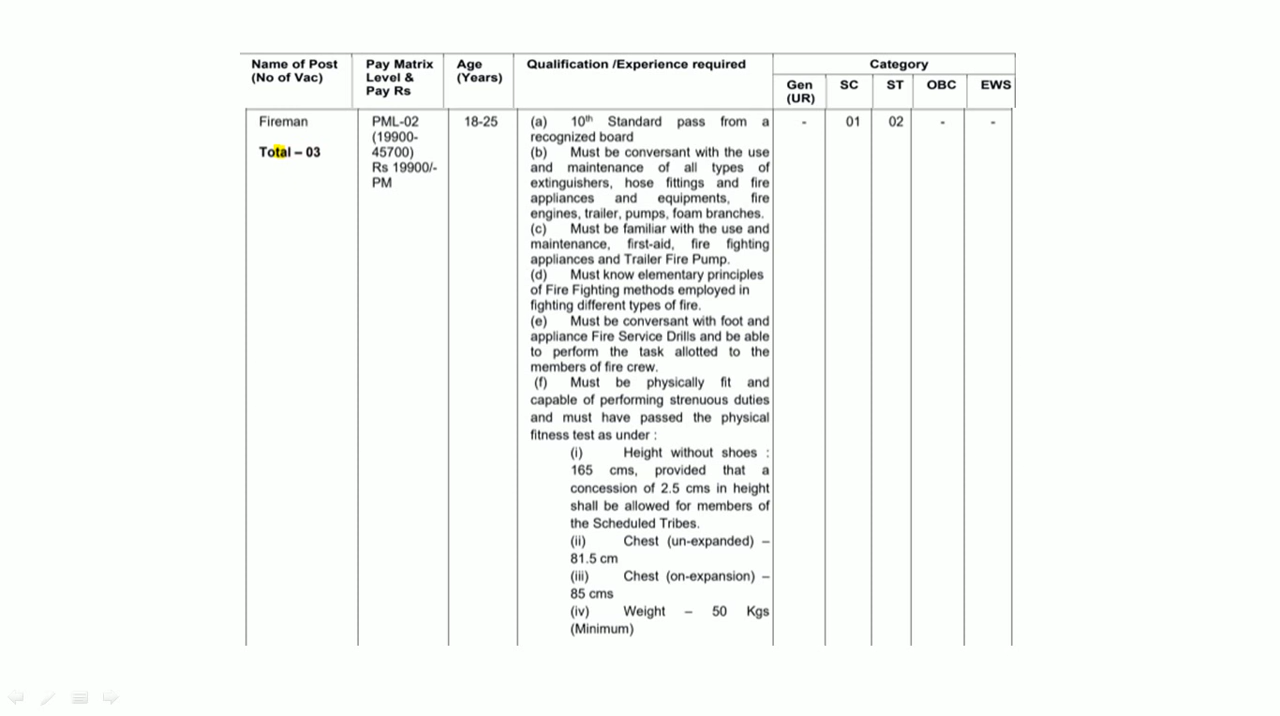 Name of Post
(No of Vac)
Pay Matrix
Level &
Pay Rs
Age
(Years)
Qualification /Experience required
Category
Gen
(UR)
SC
ST
OBC
EWS
Fireman
Total – 03
PML-02
(19900-
45700)
Rs 19900/-
PM
18-25
(a) 10th Standard pass from a
recognized board
(b) Must be conversant with the use
and maintenance of all types of
extinguishers, hose fittings and fire
appliances and equipments, fire
engines, trailer, pumps, foam branches.
(c) Must be familiar with the use and
maintenance, first-aid, fire fighting
appliances and Trailer Fire Pump.
(d) Must know elementary principles
of Fire Fighting methods employed in
fighting different types of fire.
(e) Must be conversant with foot and
appliance Fire Service Drills and be able
to perform the task allotted to the
members of fire crew.
(f) Must be physically fit and
capable of performing strenuous duties
and must have passed the physical
fitness test as under :
(i) Height without shoes :
165 cms, provided that a
concession of 2.5 cms in height
shall be allowed for members of
the Scheduled Tribes.
(ii) Chest (un-expanded) –
81.5 cm
(iii) Chest (on-expansion) –
85 cms
(iv) Weight – 50 Kgs
(Minimum)
-
01
02
-
-